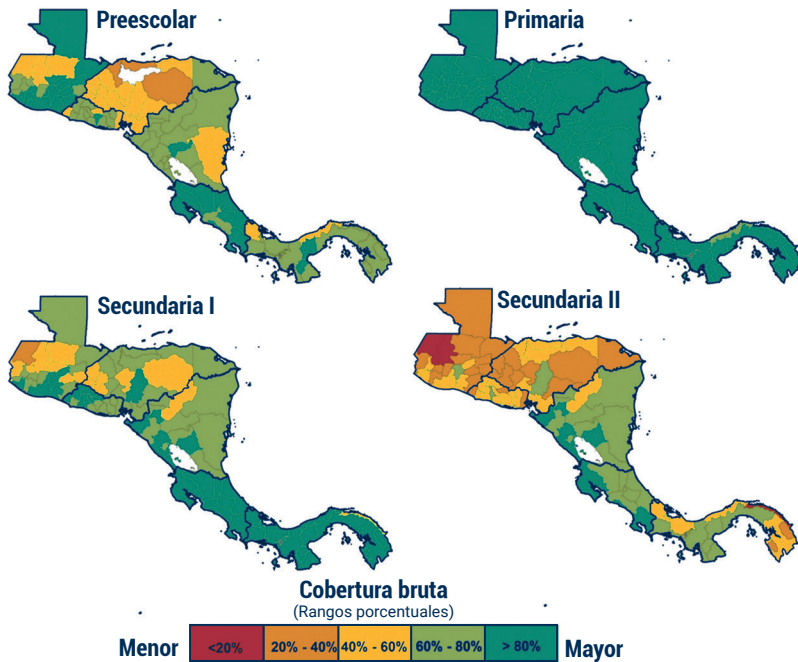 Preescolar
Primaria
Secundaria I
Secundaria II
Cobertura bruta
(Rangos porcentuales)
Menor <20% 20% - 40% 40% - 60% 60% - 80% > 80% Mayor